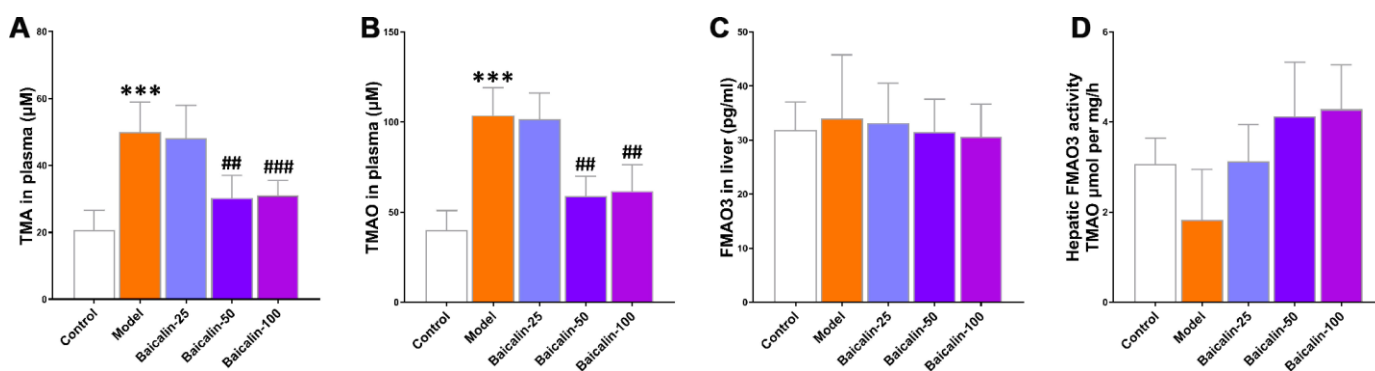 A
TMA in plasma (μM)
80
60
40
20
0
***
##
###
Control
Model
Baicalin-25
Baicalin-50
Baicalin-100
B
TMAO in plasma (μM)
150
100
50
0
***
##
##
Control
Model
Baicalin-25
Baicalin-50
Baicalin-100
C
FMAO3 in liver (pg/ml)
50
40
30
20
10
0
Control
Model
Baicalin-25
Baicalin-50
Baicalin-100
D
Hepatic FMAO3 activity
TMAO μmol per mg/h
6
4
2
0
Control
Model
Baicalin-25
Baicalin-50
Baicalin-100